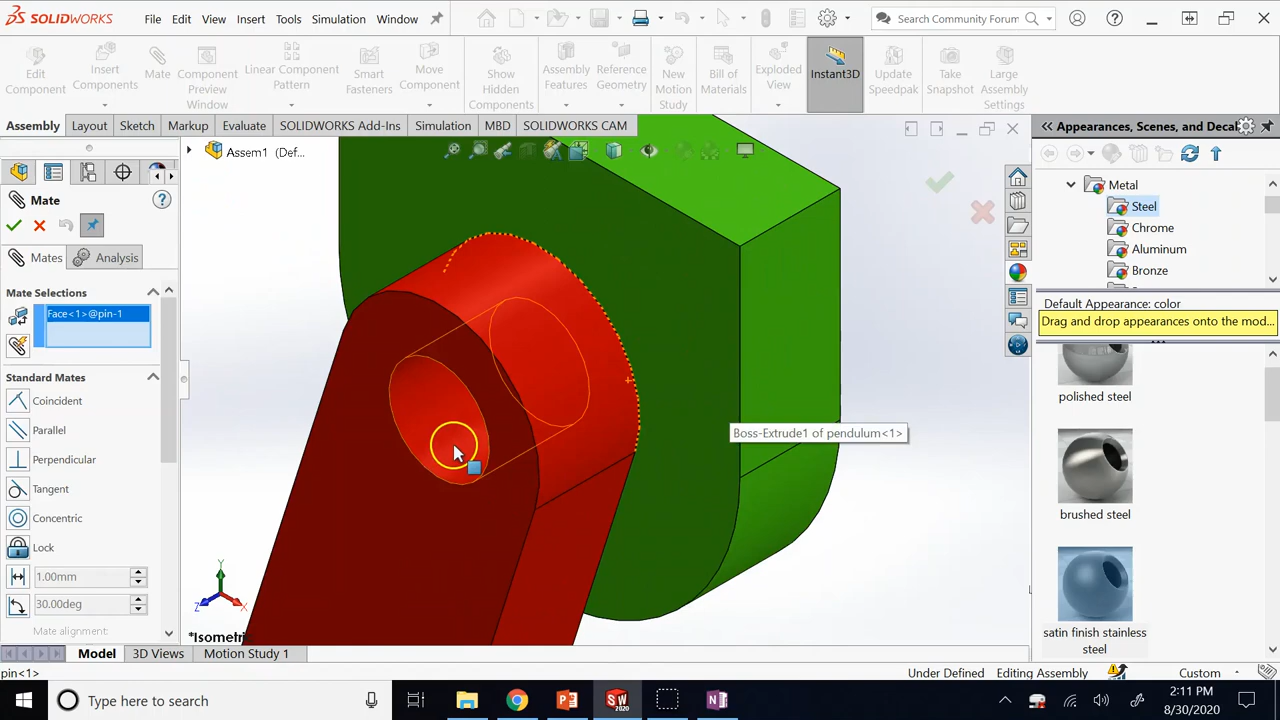 SOLIDWORKS File Edit View Insert Tools Simulation Window Search Community Forum
Edit Component
Insert Components
Mate
Component Preview Window
Linear Component Pattern
Smart Fasteners
Move Component
Show Hidden Components
Assembly Features
Reference Geometry
New Motion Study
Bill of Materials
Exploded View
Instant3D
Update Speedpak
Take Snapshot
Large Assembly Settings
Assembly Layout Sketch Markup Evaluate SOLIDWORKS Add-Ins Simulation MBD SOLIDWORKS CAM
Assem1 (Def...
Mate
Mates Analysis
Mate Selections
Face<1>@pin-1
Standard Mates
Coincident
Parallel
Perpendicular
Tangent
Concentric
Lock
1.00mm
30.00deg
Mate alignment:
Boss-Extrude1 of pendulum<1>
Y
Z X
*Isometric
Appearances, Scenes, and Decal
Metal
Steel
Chrome
Aluminum
Bronze
Default Appearance: color
Drag and drop appearances onto the mod...
polished steel
brushed steel
satin finish stainless
steel
Model 3D Views Motion Study 1
pin<1> Under Defined Editing Assembly Custom
Type here to search
2:11 PM
8/30/2020